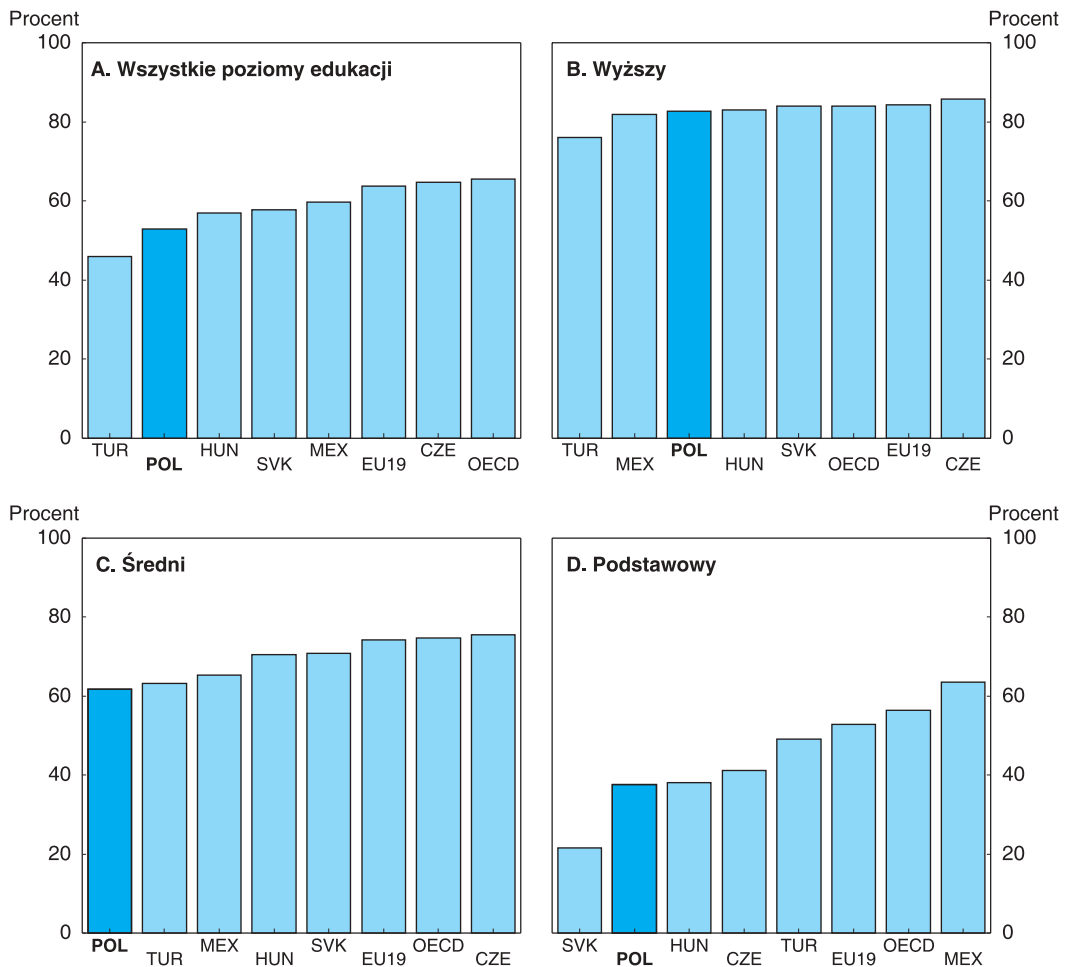 Procent
Procent
A. Wszystkie poziomy edukacji
B. Wyższy
100
80
60
40
20
0
100
80
60
40
20
0
TUR
POL
HUN
SVK
MEX
EU19
CZE
OECD
TUR
MEX
POL
HUN
SVK
OECD
EU19
CZE
Procent
Procent
C. Średni
D. Podstawowy
100
80
60
40
20
0
100
80
60
40
20
0
POL
TUR
MEX
HUN
SVK
EU19
OECD
CZE
SVK
POL
HUN
CZE
TUR
EU19
OECD
MEX